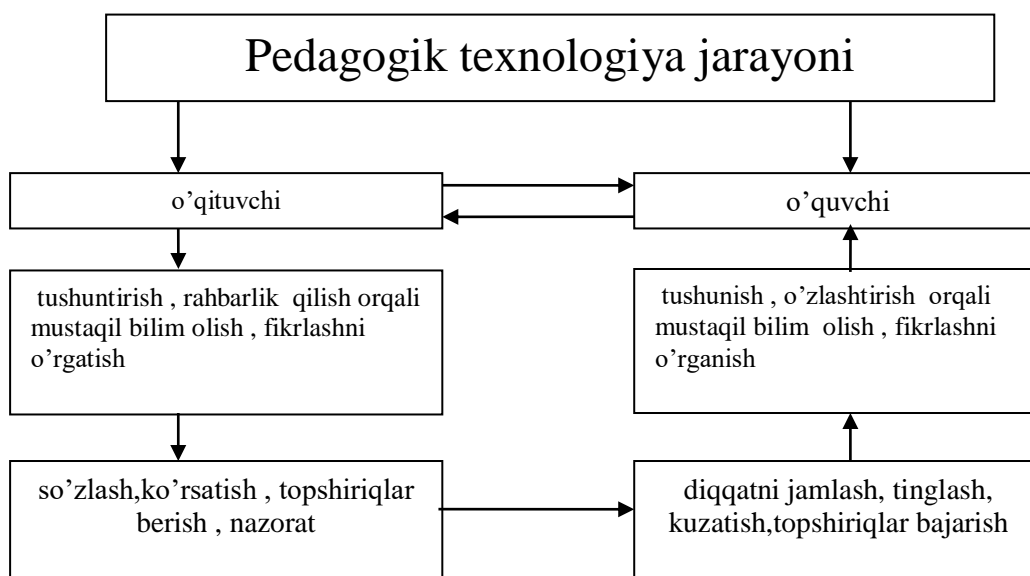 Pedagogik texnologiya jarayoni
o’qituvchi
o’quvchi
tushuntirish , rahbarlik qilish orqali
mustaqil bilim olish , fikrlashni
o’rgatish
tushunish , o’zlashtirish orqali
mustaqil bilim olish , fikrlashni
o’rganish
so’zlash,ko’rsatish , topshiriqlar
berish , nazorat
diqqatni jamlash, tinglash,
kuzatish,topshiriqlar bajarish